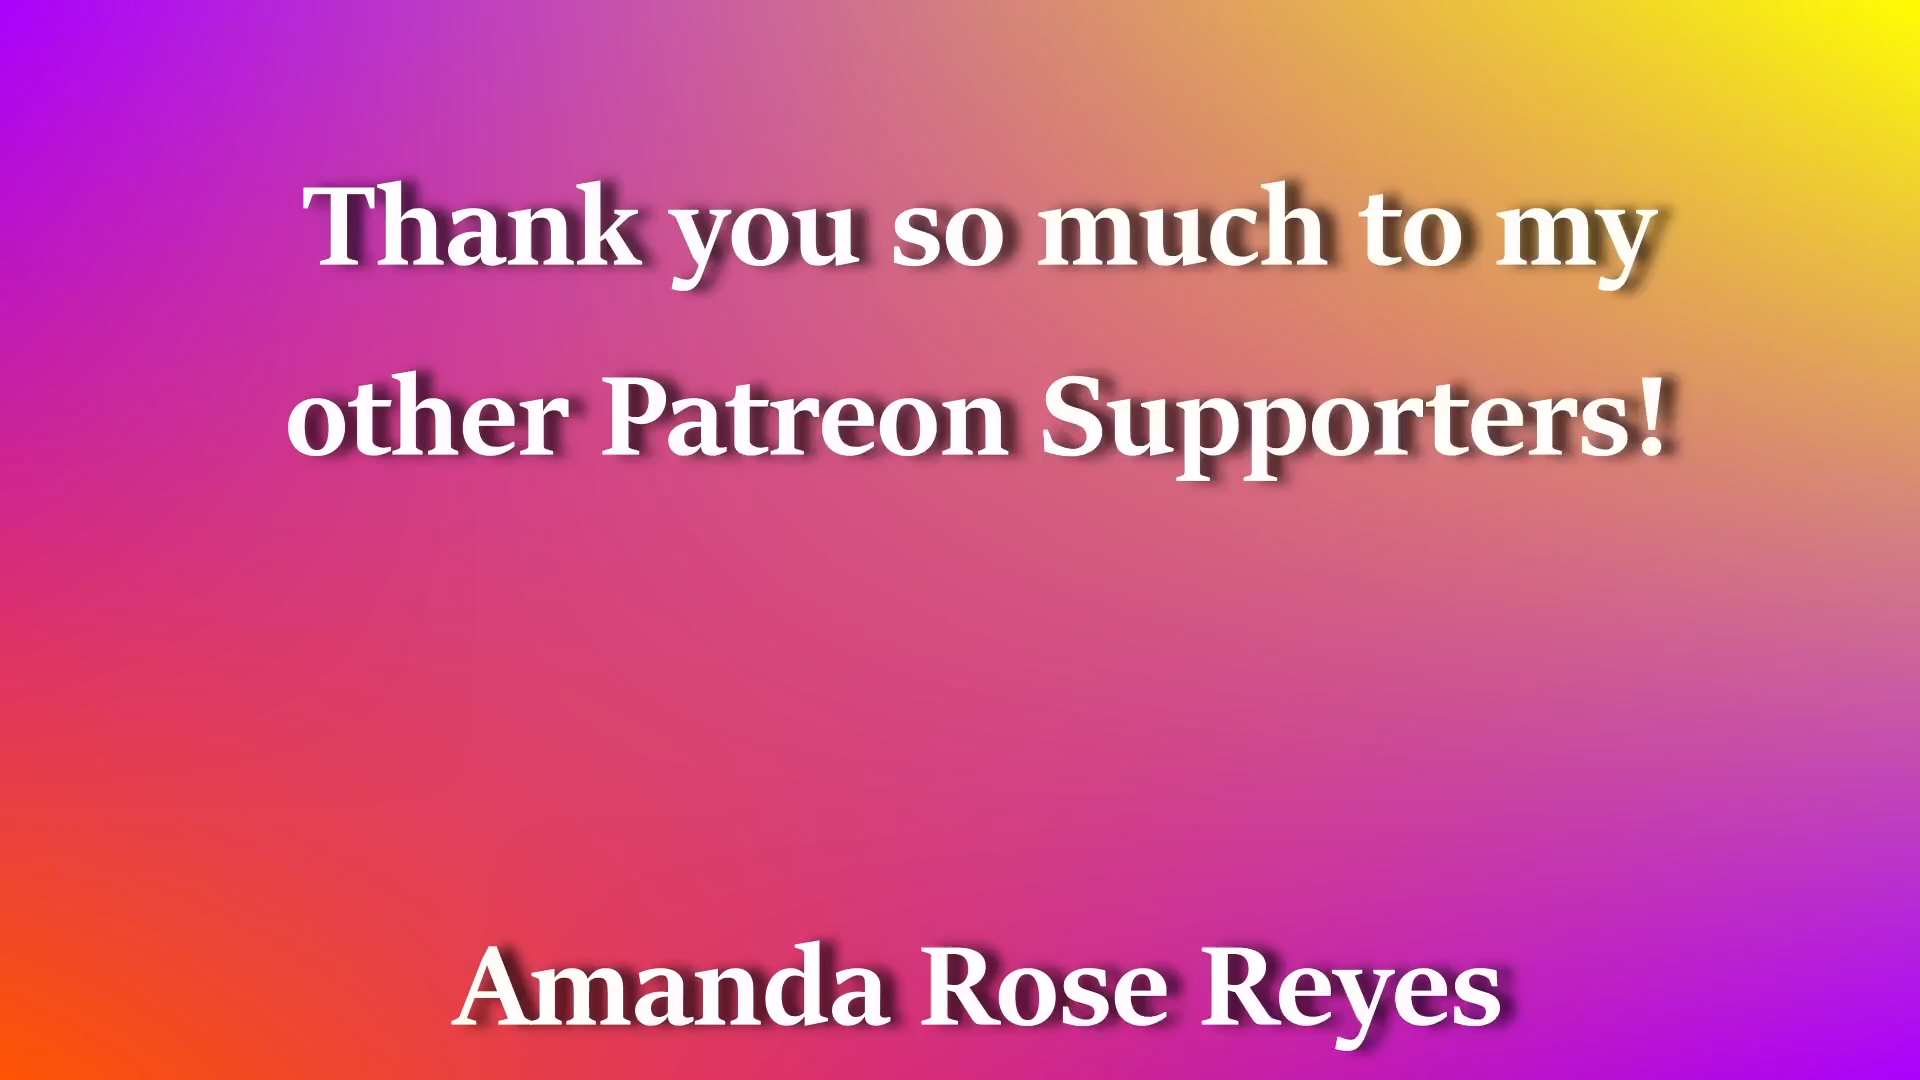 Thank you so much to my
other Patreon Supporters!
Amanda Rose Reyes